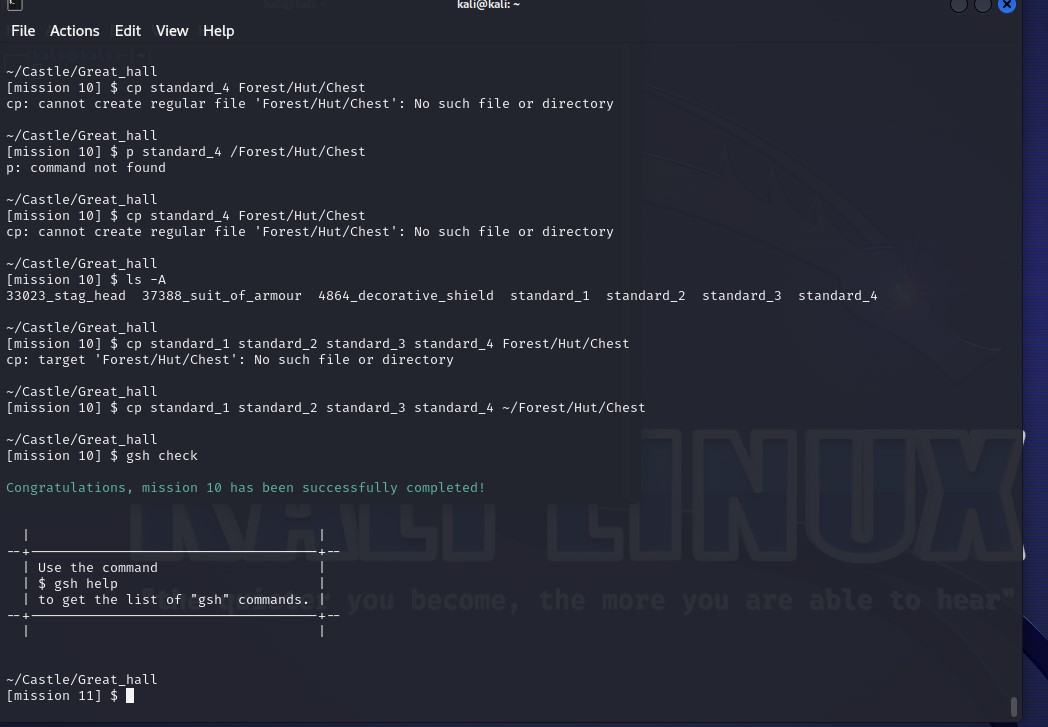 kali@kali: ~
File Actions Edit View Help
~/Castle/Great_hall
[mission 10] $ cp standard_4 Forest/Hut/Chest
cp: cannot create regular file 'Forest/Hut/Chest': No such file or directory
~/Castle/Great_hall
[mission 10] $ p standard_4 /Forest/Hut/Chest
p: command not found
~/Castle/Great_hall
[mission 10] $ cp standard_4 Forest/Hut/Chest
cp: cannot create regular file 'Forest/Hut/Chest': No such file or directory
~/Castle/Great_hall
[mission 10] $ ls -A
33023_stag_head 37388_suit_of_armour 4864_decorative_shield standard_1 standard_2 standard_3 standard_4
~/Castle/Great_hall
[mission 10] $ cp standard_1 standard_2 standard_3 standard_4 Forest/Hut/Chest
cp: target 'Forest/Hut/Chest': No such file or directory
~/Castle/Great_hall
[mission 10] $ cp standard_1 standard_2 standard_3 standard_4 ~/Forest/Hut/Chest
~/Castle/Great_hall
[mission 10] $ gsh check
Congratulations, mission 10 has been successfully completed!
KALI LINUX
Use the command
$ gsh help
to get the list of "gsh" commands.
you become, the more you are able to hear"
~/Castle/Great_hall
[mission 11] $